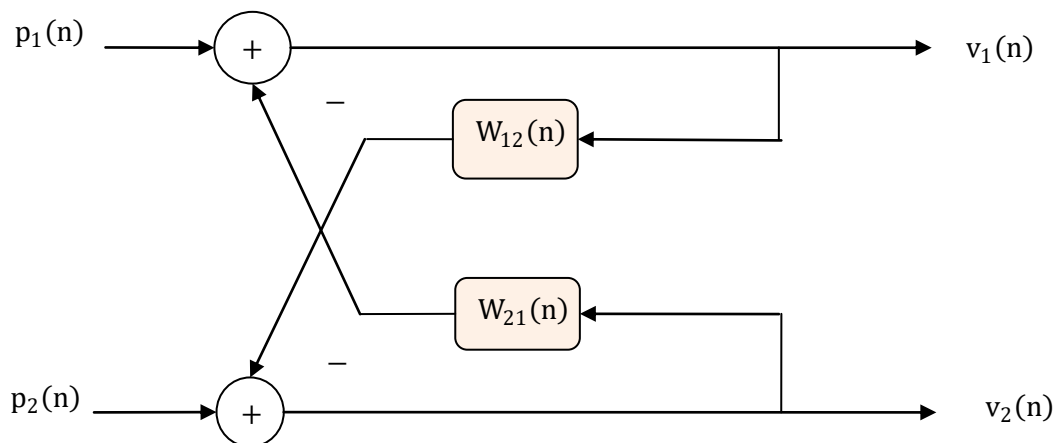 p₁(n)
+
v₁(n)
−
W₁₂(n)
W₂₁(n)
−
p₂(n)
+
v₂(n)